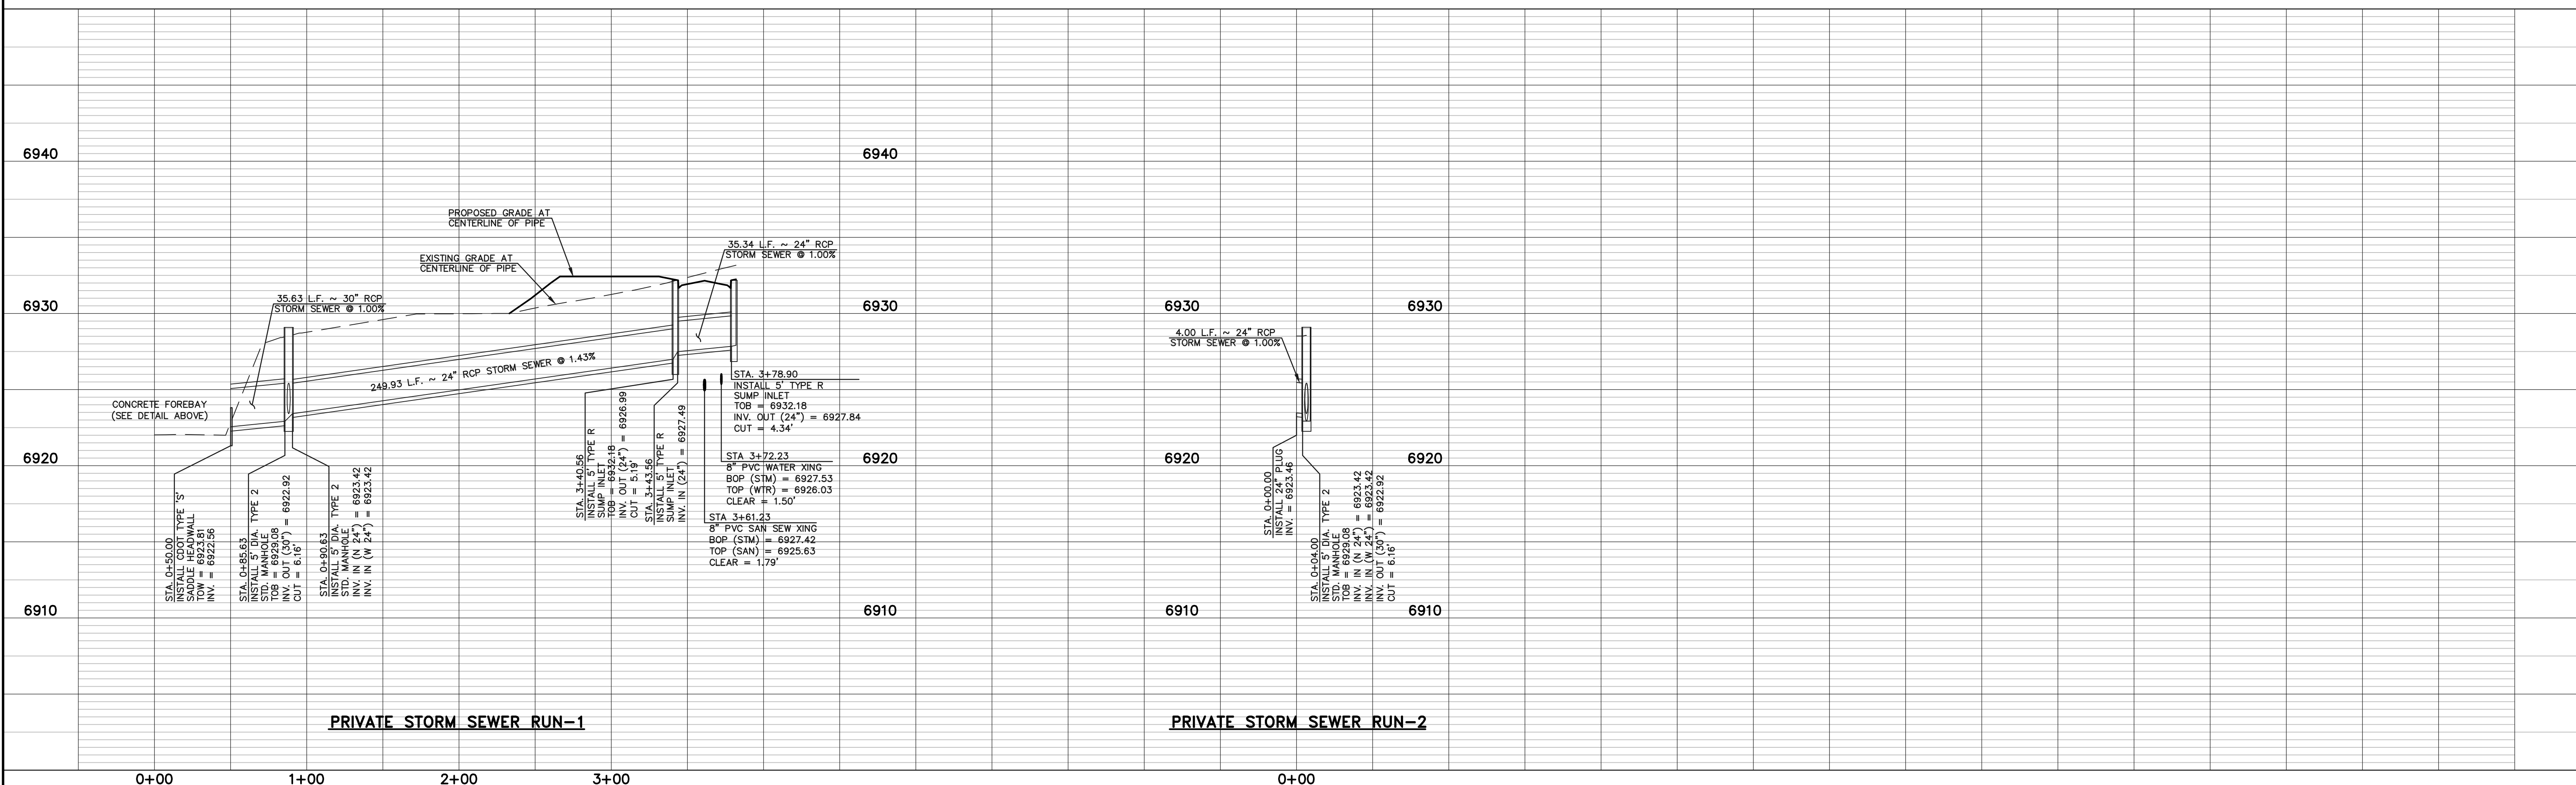 6940
6940
PROPOSED GRADE AT
CENTERLINE OF PIPE
35.34 L.F. ~ 24" RCP
STORM SEWER @ 1.00%
EXISTING GRADE AT
CENTERLINE OF PIPE
35.63 L.F. ~ 30" RCP
STORM SEWER @ 1.00%
6930
6930
6930
6930
4.00 L.F. ~ 24" RCP
STORM SEWER @ 1.00%
249.93 L.F. ~ 24" RCP STORM SEWER @ 1.43%
CONCRETE FOREBAY
(SEE DETAIL ABOVE)
STA. 3+78.90
INSTALL 5' TYPE R
SUMP INLET
TOB = 6932.18
INV. OUT (24") = 6927.84
CUT = 4.34'
6920
6920
6920
6920
STA 3+72.23
8" PVC WATER XING
BOP (STM) = 6927.53
TOP (WTR) = 6926.03
CLEAR = 1.50'
STA 3+61.23
8" PVC SAN SEW XING
BOP (STM) = 6927.42
TOP (SAN) = 6925.63
CLEAR = 1.79'
STA. 0+50.00
INSTALL CDOT TYPE 'S'
SADDLE HEADWALL
TOW = 6923.81
INV. = 6922.56
STA. 0+85.63
INSTALL 5' DIA. TYPE 2
STD. MANHOLE
TOB = 6929.08
INV. OUT (30") = 6922.92
CUT = 6.16'
STA. 0+90.63
INSTALL 5' DIA. TYPE 2
STD. MANHOLE
INV. IN (N 24") = 6923.42
INV. IN (W 24") = 6923.42
STA. 3+40.56
INSTALL 5' TYPE R
SUMP INLET
TOB = 6932.18
INV. OUT (24") = 6926.99
CUT = 5.19'
STA. 3+43.56
INSTALL 5' TYPE R
SUMP INLET
INV. IN (24") = 6927.49
STA. 0+00.00
INSTALL 24" PLUG
INV. = 6923.46
STA. 0+04.00
INSTALL 5' DIA. TYPE 2
STD. MANHOLE
TOB = 6929.08
INV. IN (N 24") = 6923.42
INV. IN (W 24") = 6923.42
INV. OUT (30") = 6922.92
CUT = 6.16'
6910
6910
6910
6910
PRIVATE STORM SEWER RUN-1
PRIVATE STORM SEWER RUN-2
0+00
1+00
2+00
3+00
0+00